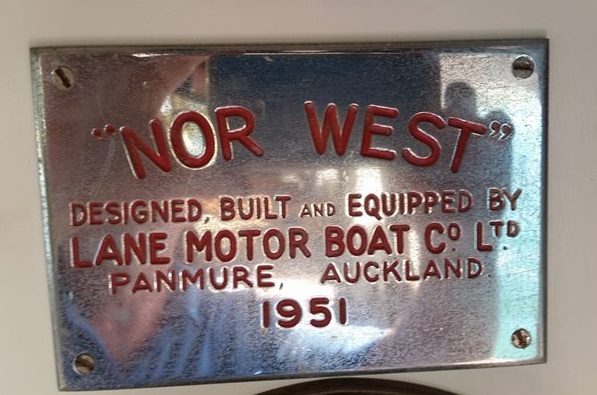 "NOR WEST"
DESIGNED, BUILT AND EQUIPPED BY
LANE MOTOR BOAT Cº LTD
PANMURE, AUCKLAND.
1951